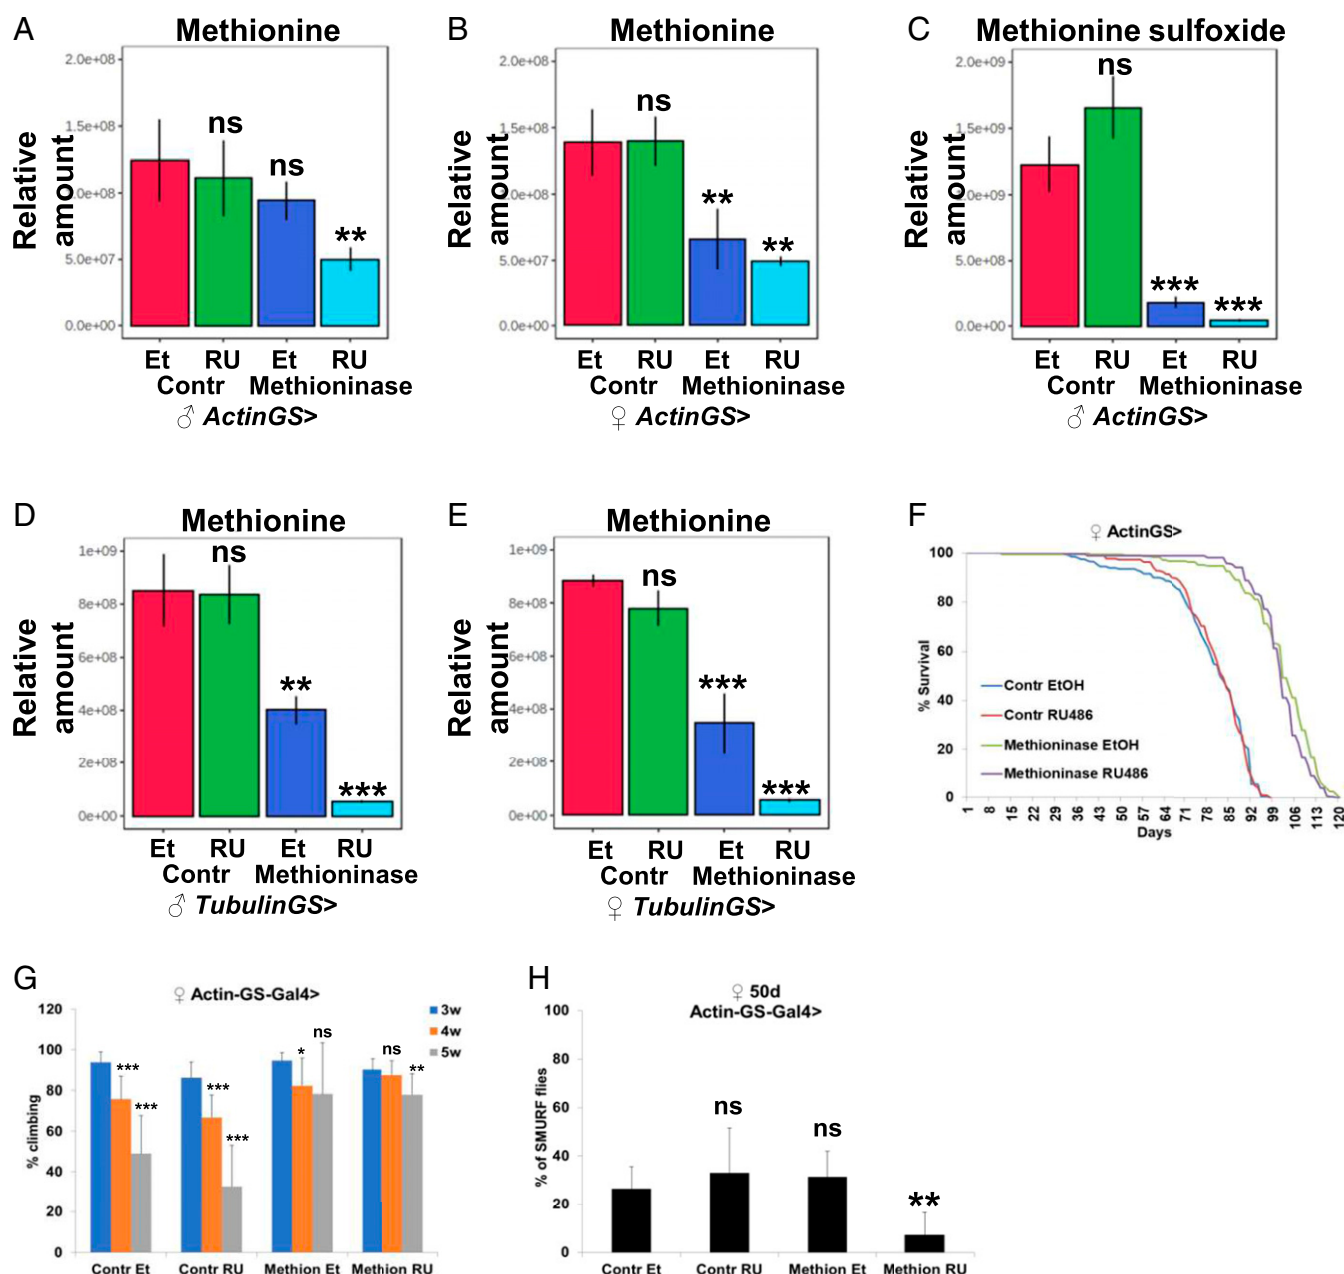 A
Methionine
Relative
amount
2.0e+08
1.5e+08
.0e+08
5.0e+07
0.0e+00
ns
ns
**
Et RU Et RU
Contr Methioninase
♂ ActinGS>
B
Methionine
Relative
amount
2.0e+08
1.5e+08
.0e+08
5.0e+07
0.0e+00
ns
**
**
Et RU Et RU
Contr Methioninase
♀ ActinGS>
C
Methionine sulfoxide
Relative
amount
2.0e+09
1.5e+09
.0e+09
5.0e+08
0.0e+00
ns
***
***
Et RU Et RU
Contr Methioninase
♂ ActinGS>
D
Methionine
Relative
amount
1e+09
8e+08
6e+08
4e+08
2e+08
0e+00
ns
**
***
Et RU Et RU
Contr Methioninase
♂ TubulinGS>
E
Methionine
Relative
amount
1e+09
8e+08
6e+08
4e+08
2e+08
0e+00
ns
***
***
Et RU Et RU
Contr Methioninase
♀ TubulinGS>
F
♀ ActinGS>
% Survival
100
80
60
40
20
0
Contr EtOH
Contr RU486
Methioninase EtOH
Methioninase RU486
1 8 15 22 29 36 43 50 57 64 71 78 85 92 99 106 113 120
Days
G
♀ Actin-GS-Gal4>
% climbing
120
100
80
60
40
20
0
3w
4w
5w
***
***
***
***
*
ns
ns
**
Contr Et Contr RU Methion Et Methion RU
H
♀ 50d
Actin-GS-Gal4>
% of SMURF flies
100
80
60
40
20
0
ns
ns
**
Contr Et Contr RU Methion Et Methion RU